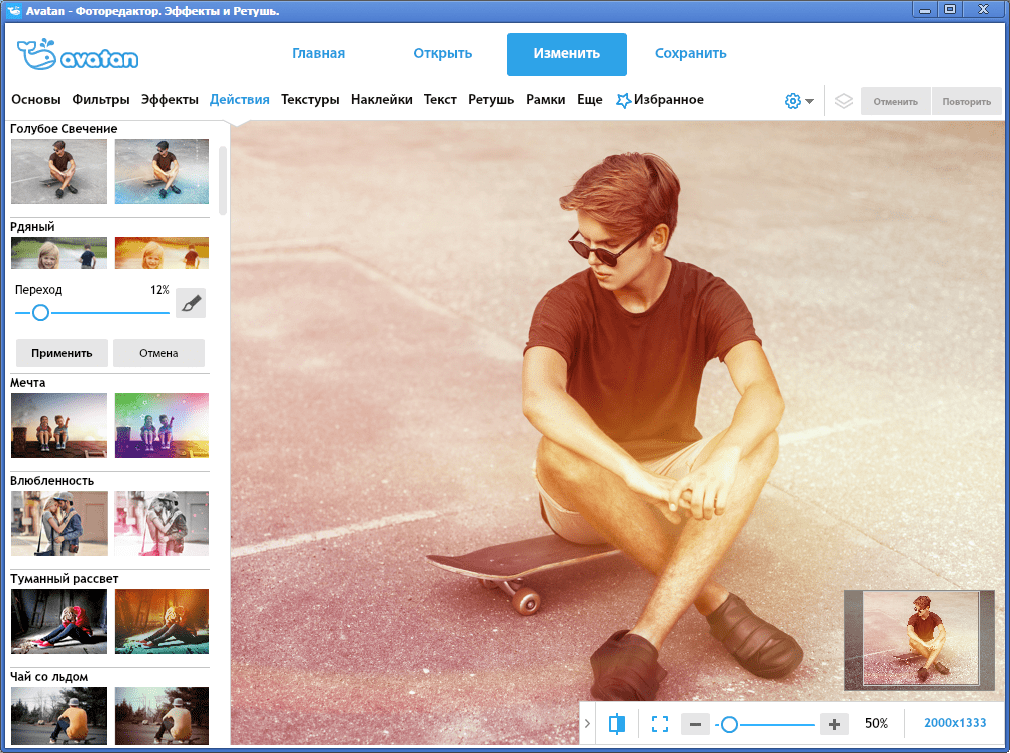 Avatan - Фоторедактор. Эффекты и Ретушь.
avatan
Главная Открыть Изменить Сохранить
Основы Фильтры Эффекты Действия Текстуры Наклейки Текст Ретушь Рамки Еще Избранное Отменить Повторить
Голубое Свечение
Рдяный
Переход 12%
Применить Отмена
Мечта
Влюбленность
Туманный рассвет
Чай со льдом
50% 2000x1333